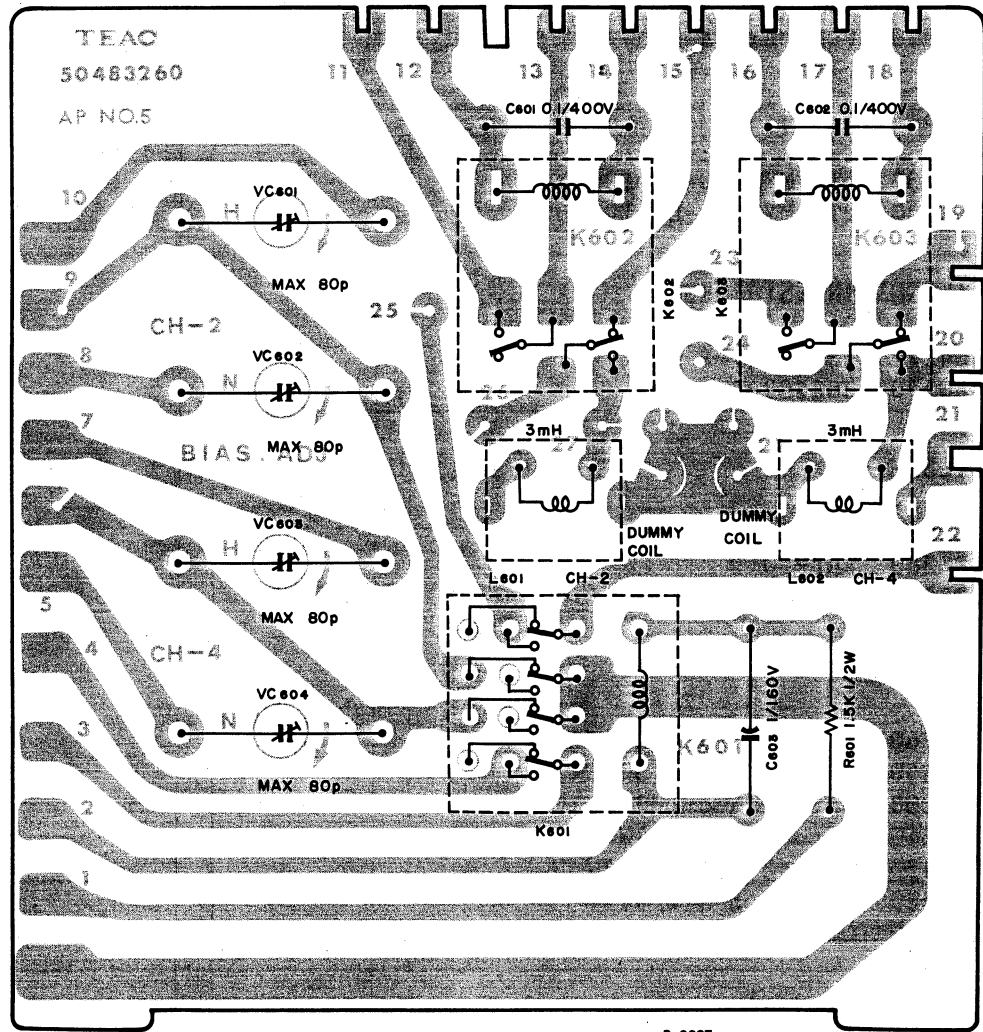 TEAC
50483260
AP NO.5
11
12
13
14
15
16
17
18
C601 0.1/400V
C602 0.1/400V
10
H
VC601
K602
K603
19
9
MAX 80p
K602
K603
23
25
CH-2
8
N
VC602
24
20
26
7
MAX 80p
BIAS. ADJ
3mH
27
2
3mH
21
H
VC603
DUMMY
COIL
DUMMY
COIL
22
L601
CH-2
L602
CH-4
5
MAX 80p
4
CH-4
N
VC604
K601
C603 1/160V
R601 1.5K 1/2W
3
MAX 80p
2
K601
1